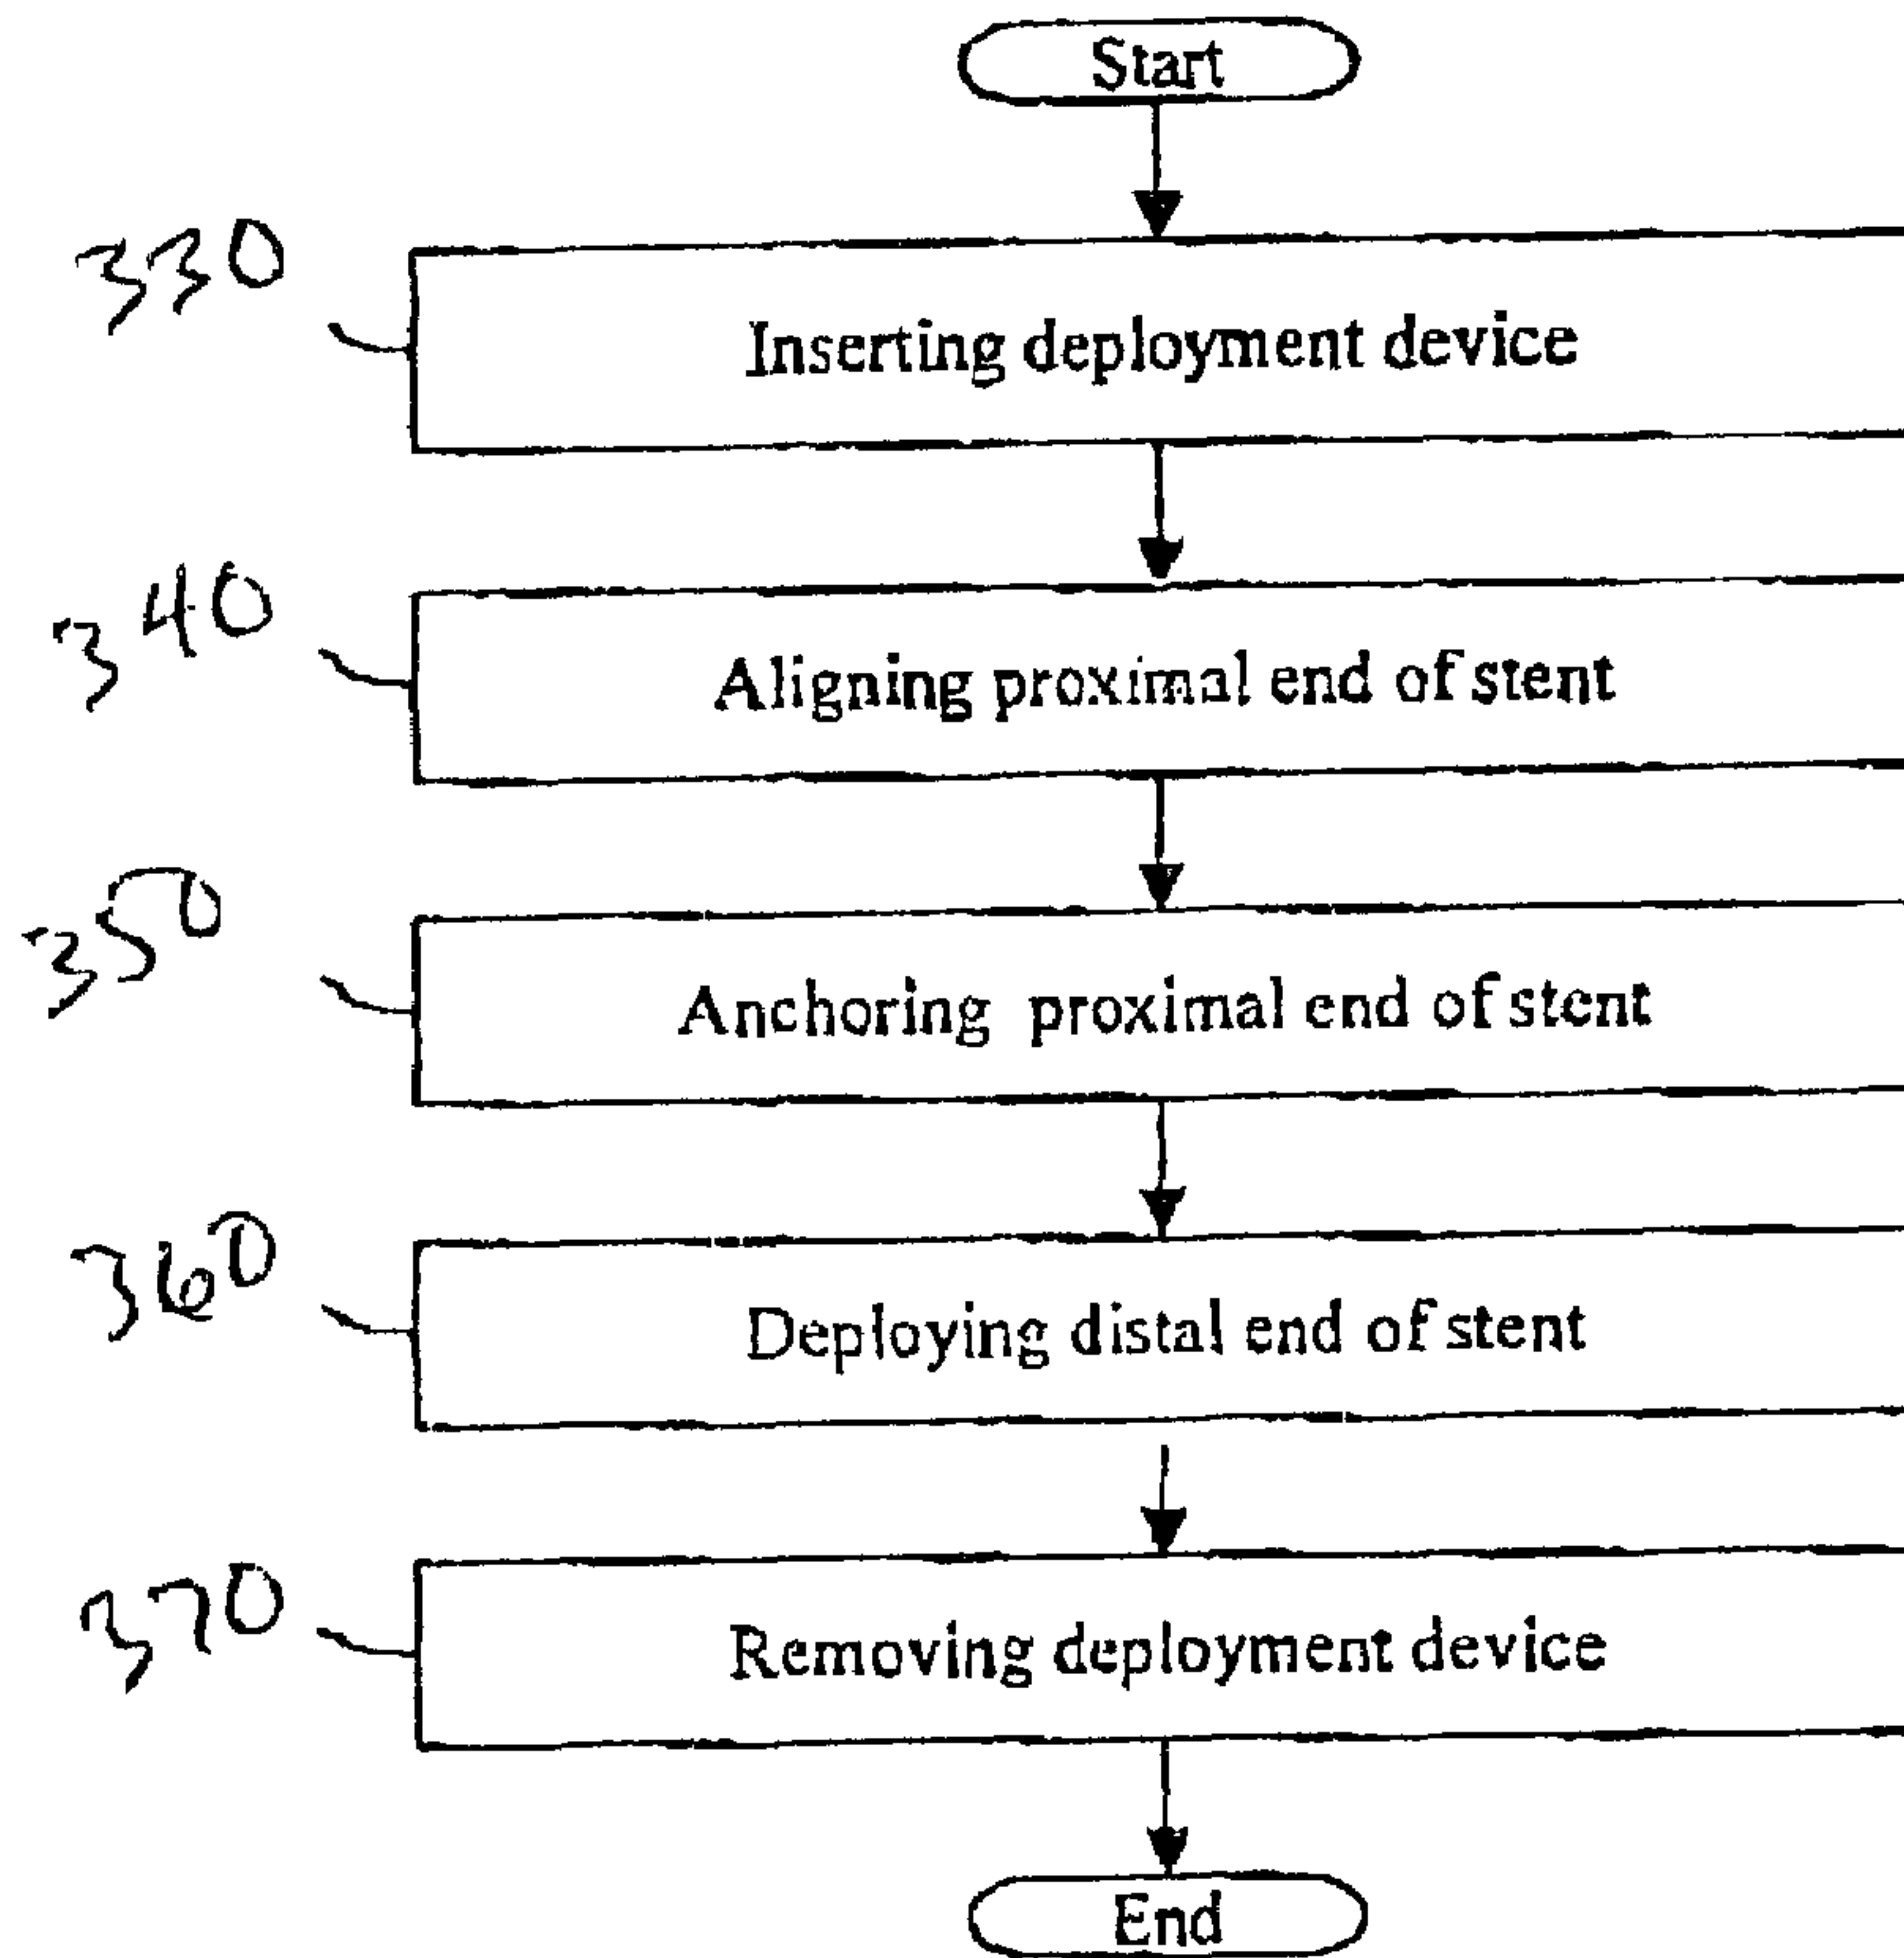 Start
330
Inserting deployment device
340
Aligning proximal end of stent
350
Anchoring proximal end of stent
360
Deploying distal end of stent
370
Removing deployment device
End